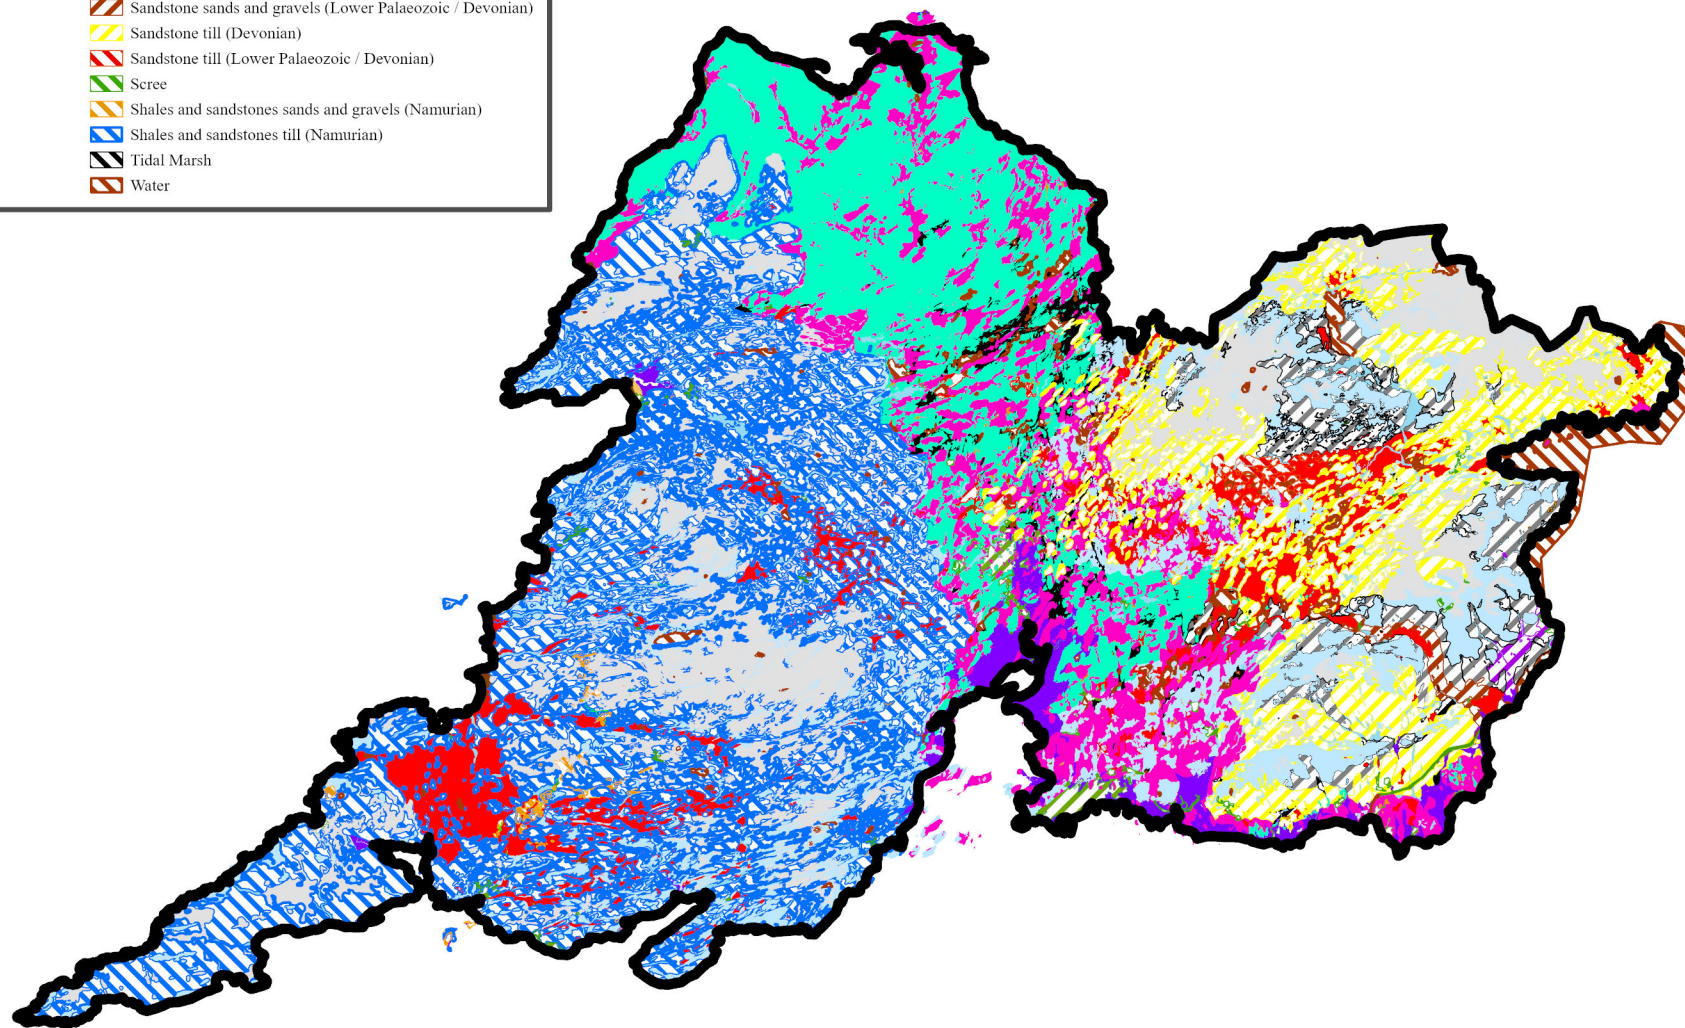 Sandstone sands and gravels (Lower Palaeozoic / Devonian)
Sandstone till (Devonian)
Sandstone till (Lower Palaeozoic / Devonian)
Scree
Shales and sandstones sands and gravels (Namurian)
Shales and sandstones till (Namurian)
Tidal Marsh
Water